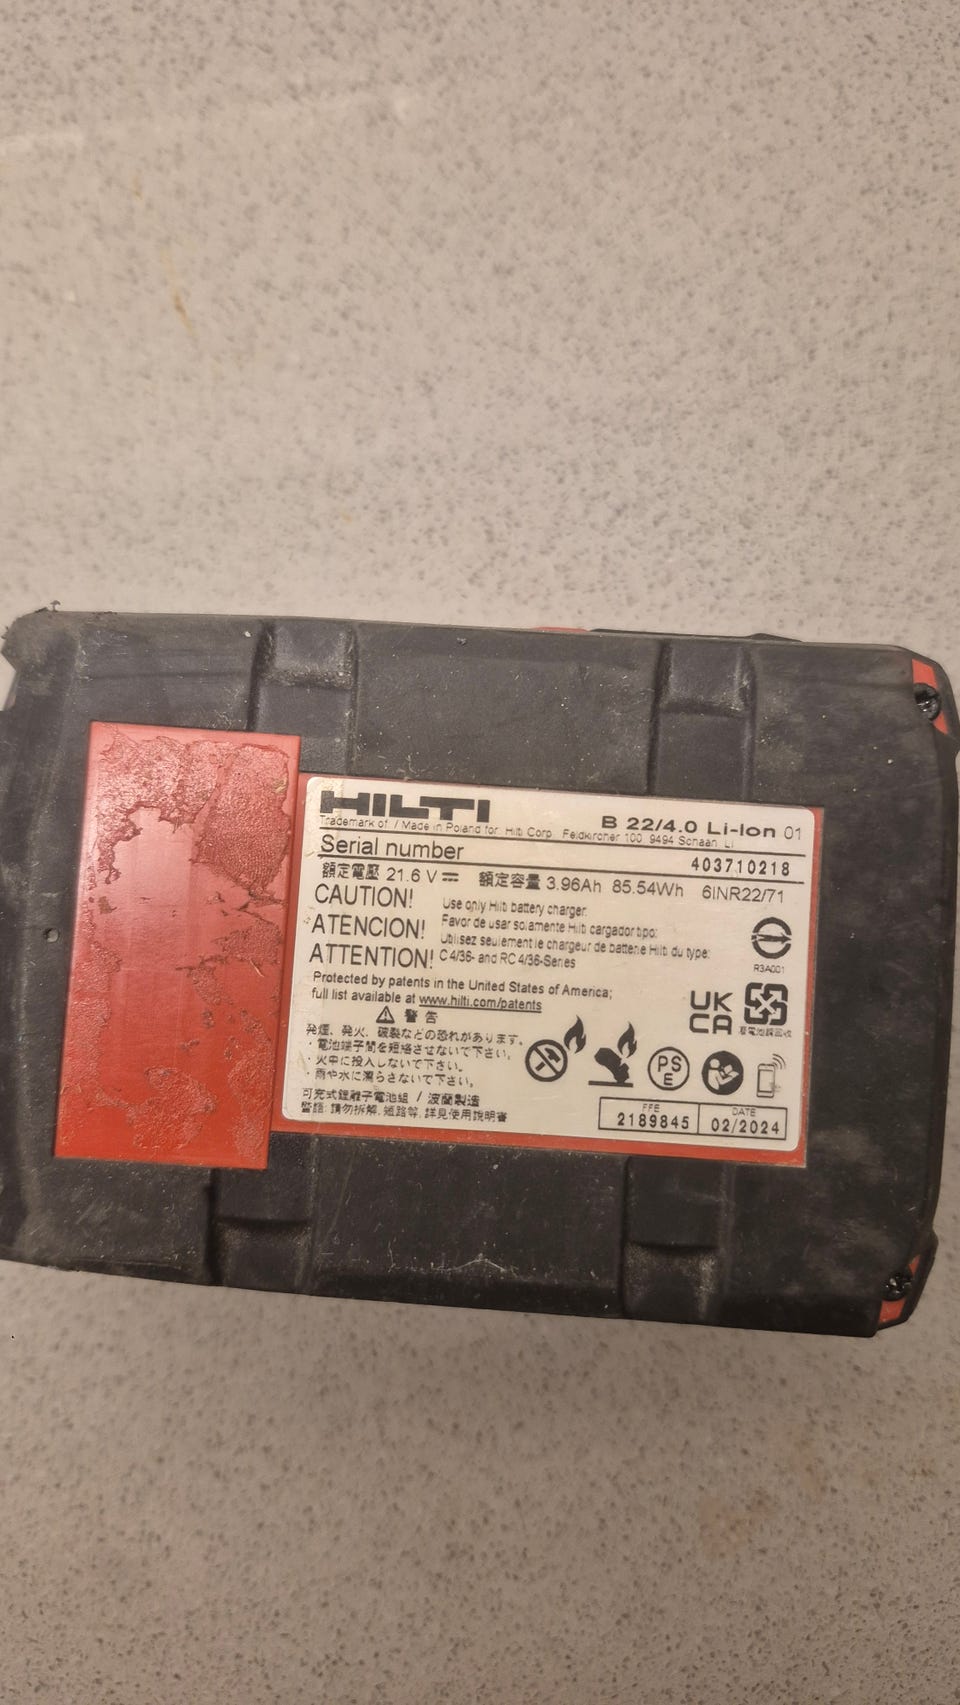 HILTI
B 22/4.0 Li-Ion 01
Trademark of / Made in Poland for Hilti Corp. Feldkircher 100 9494 Schaan LI
Serial number 403710218
額定電壓 21.6 V 額定容量 3.96Ah 85.54Wh 6INR22/71
CAUTION! Use only Hilti battery charger.
ATENCION! Favor de usar solamente Hilti cargador tipo:
ATTENTION! Utilisez seulement le chargeur de batterie Hilti du type:
C 4/36- and RC 4/36-Series
R3A001
Protected by patents in the United States of America;
full list available at www.hilti.com/patents
UK
CA
廢電池請回收
⚠ 警告
発煙、発火、破裂などの恐れがあります。
・電池端子間を短絡させないで下さい。
・火中に投入しないで下さい。
・雨や水に濡らさないで下さい。
PS
E
可充式鋰離子電池組 / 波蘭製造
警語: 請勿拆解, 短路等, 詳見使用說明書
FFE DATE
2189845 02/2024